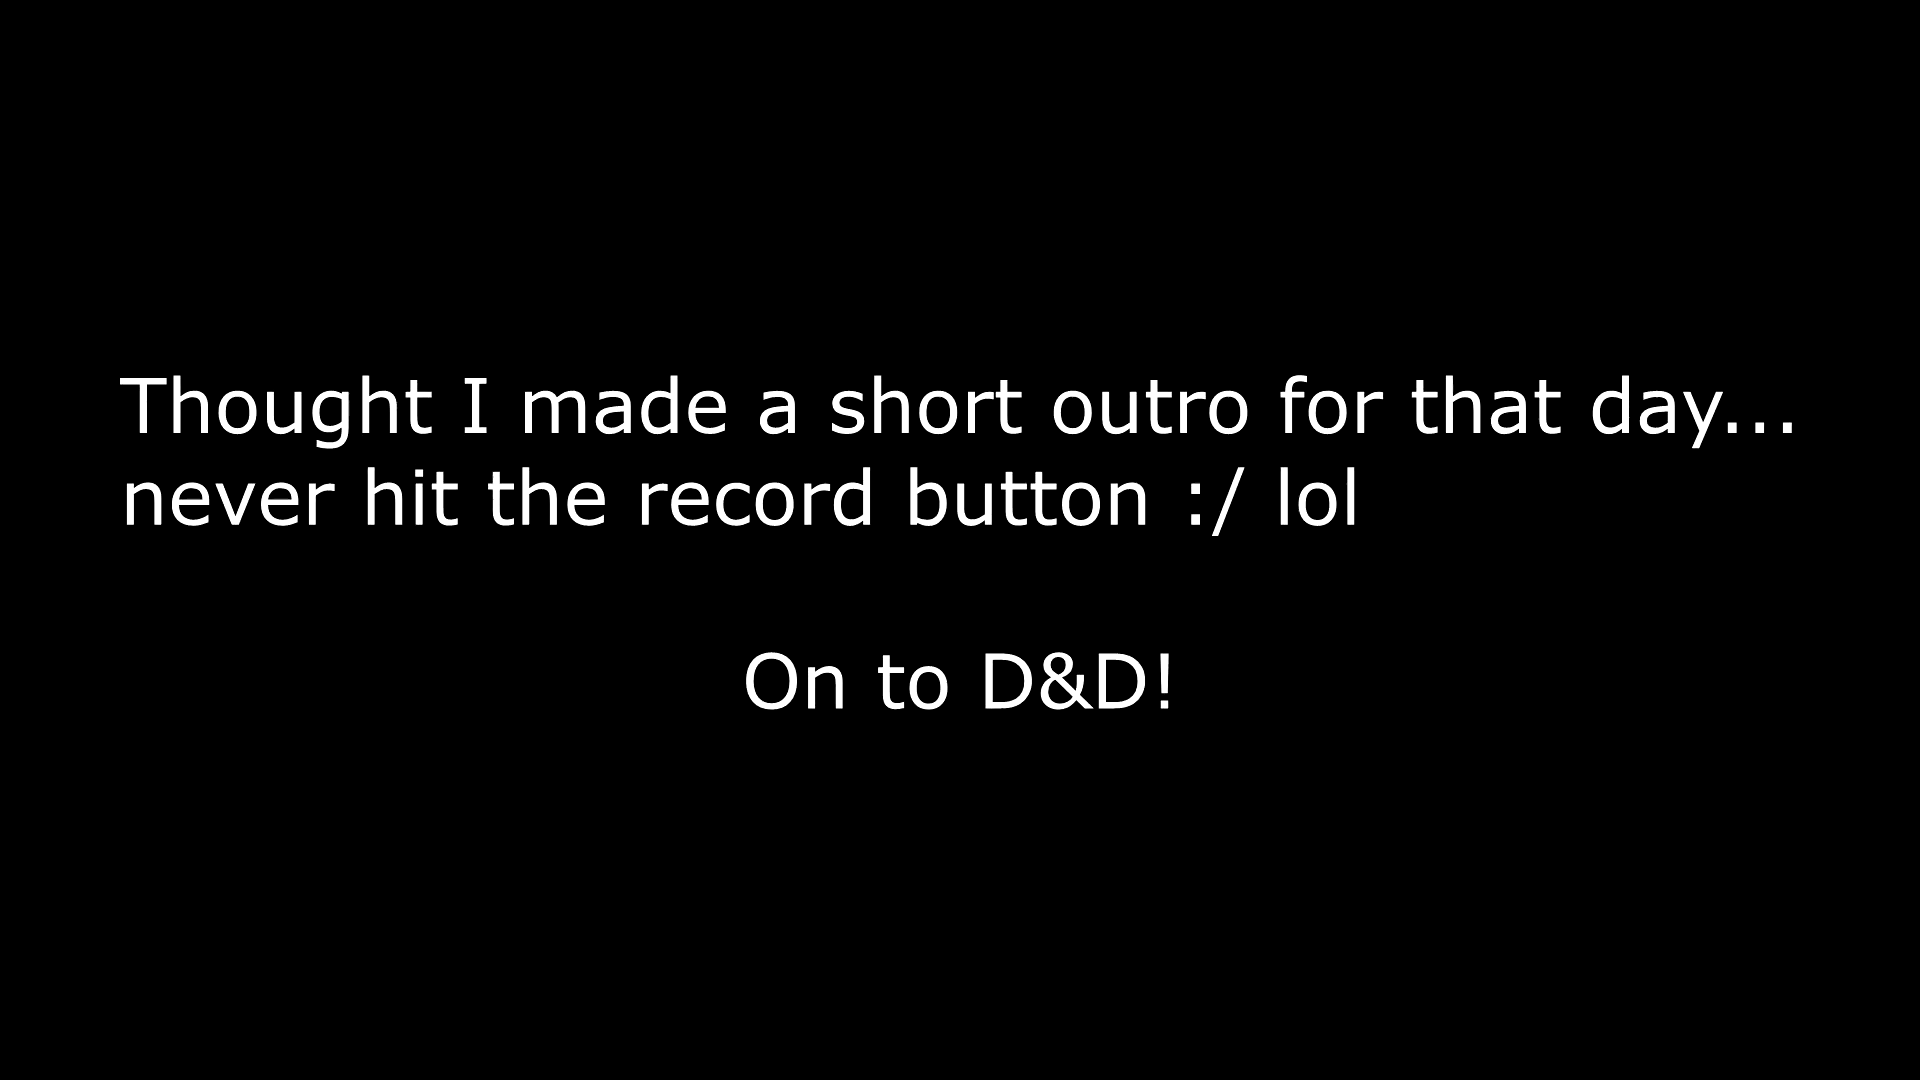 Thought I made a short outro for that day...
never hit the record button :/ lol
On to D&D!